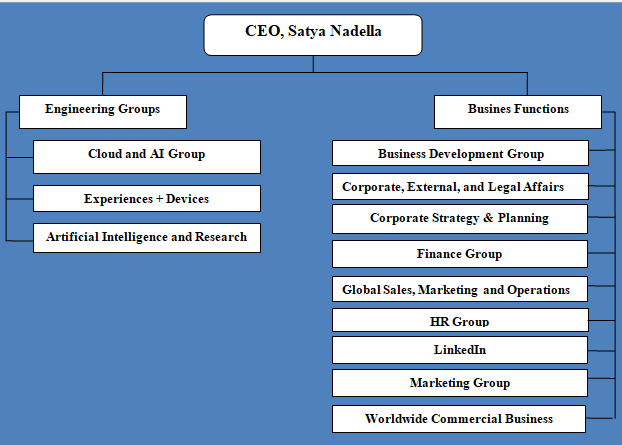 CEO, Satya Nadella
Engineering Groups
Cloud and AI Group
Experiences + Devices
Artificial Intelligence and Research
Busines Functions
Business Development Group
Corporate, External, and Legal Affairs
Corporate Strategy & Planning
Finance Group
Global Sales, Marketing and Operations
HR Group
LinkedIn
Marketing Group
Worldwide Commercial Business